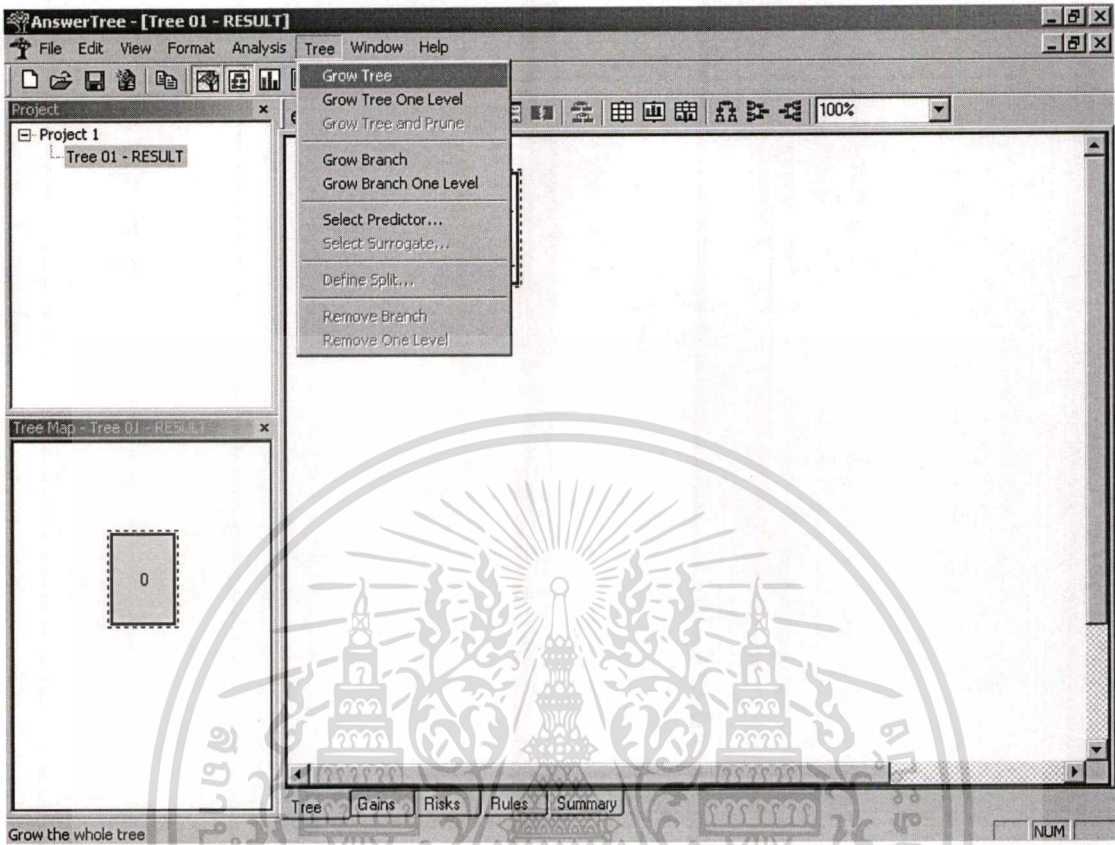 AnswerTree - [Tree 01 - RESULT]
File Edit View Format Analysis Tree Window Help
Grow Tree
Grow Tree One Level
Grow Tree and Prune
Grow Branch
Grow Branch One Level
Select Predictor...
Select Surrogate...
Define Split...
Remove Branch
Remove One Level
100%
Project
Project 1
Tree 01 - RESULT
Tree Map - Tree 01 - RESULT
0
Tree Gains Risks Rules Summary
Grow the whole tree
NUM